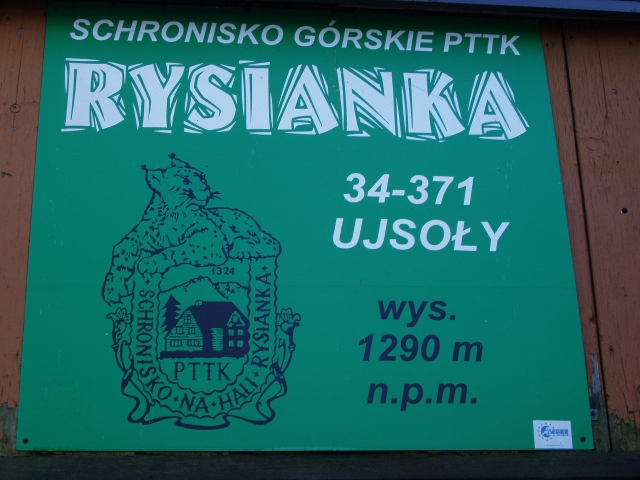 SCHRONISKO GÓRSKIE PTTK
RYSIANKA
34-371
UJSOŁY
wys.
1290 m
n.p.m.
1324
SCHRONISKO · NA · HALI · RYSIANKA ·
PTTK